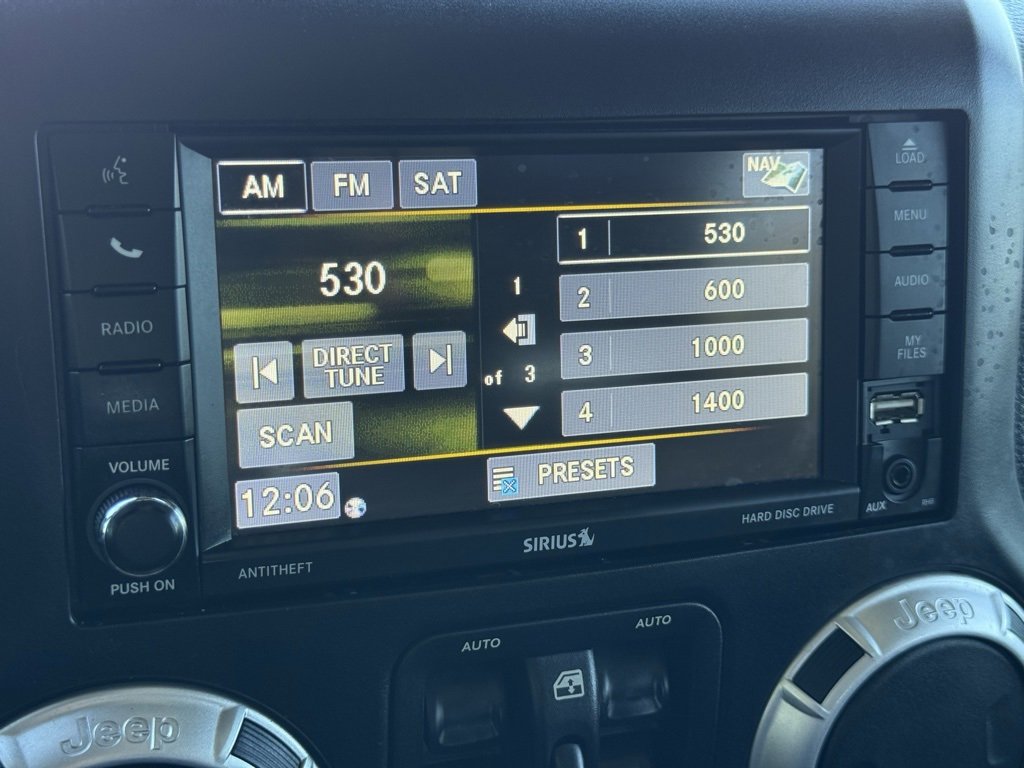 AM FM SAT NAV
LOAD
MENU
AUDIO
MY
FILES
RADIO
MEDIA
VOLUME
PUSH ON
530
DIRECT
TUNE
SCAN
12:06
1
of 3
1 530
2 600
3 1000
4 1400
PRESETS
ANTITHEFT
SIRIUS
HARD DISC DRIVE
AUX
RHB
AUTO
AUTO
Jeep
Jeep